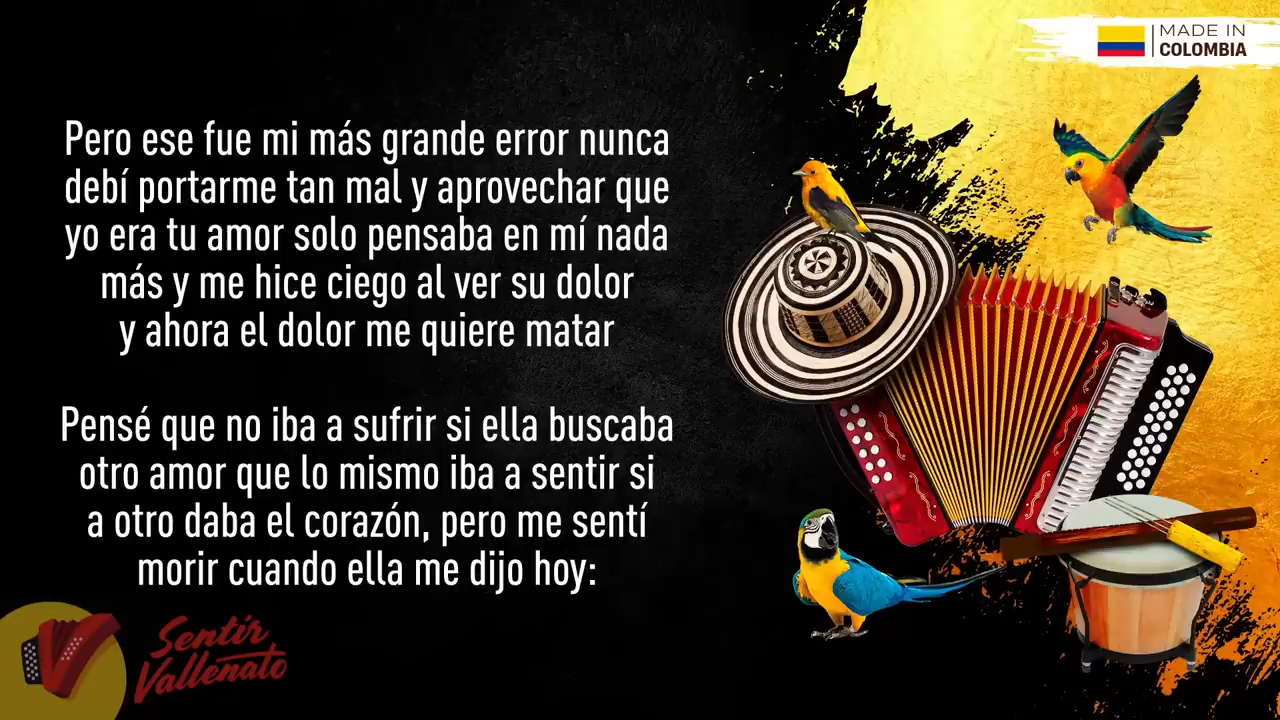 MADE IN
COLOMBIA
Pero ese fue mi más grande error nunca
debí portarme tan mal y aprovechar que
yo era tu amor solo pensaba en mí nada
más y me hice ciego al ver su dolor
y ahora el dolor me quiere matar
Pensé que no iba a sufrir si ella buscaba
otro amor que lo mismo iba a sentir si
a otro daba el corazón, pero me sentí
morir cuando ella me dijo hoy:
Sentir
Vallenato